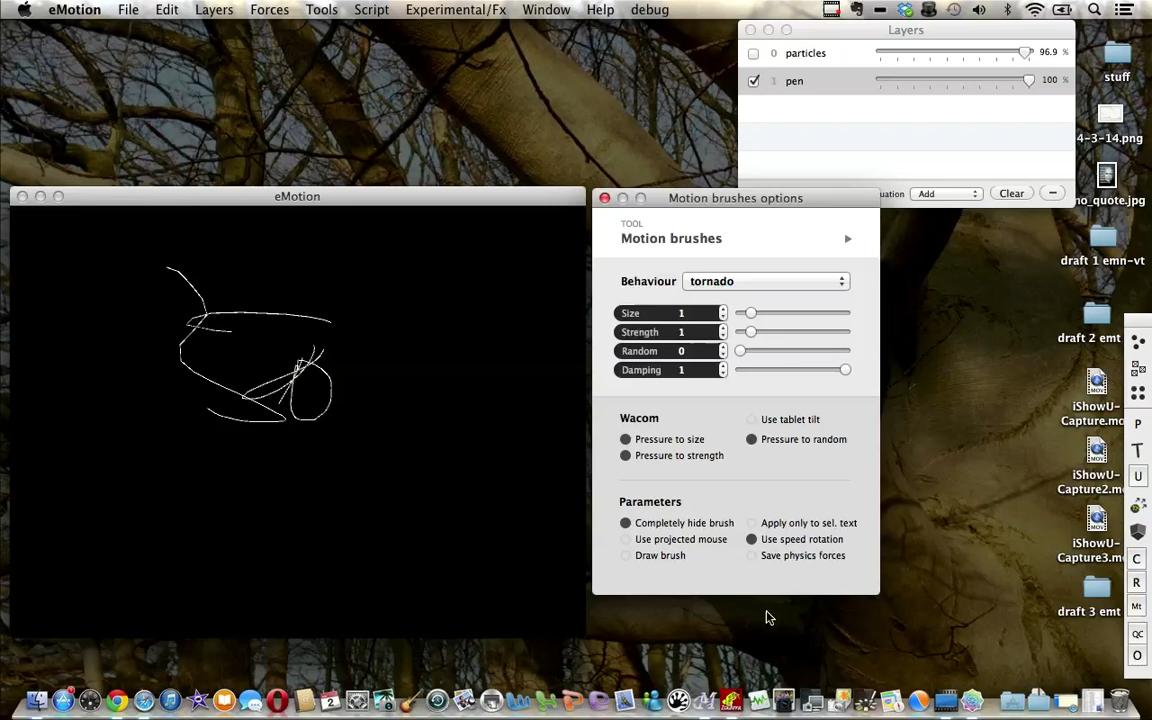 eMotion File Edit Layers Forces Tools Script Experimental/Fx Window Help debug
Layers
0 particles 96.9 %
1 pen 100 %
Add Clear
stuff
4-3-14.png
no_quote.jpg
draft 1 emn-vt
draft 2 emt
iShowU-
Capture.mo
iShowU-
iShowU-
draft 3 emt
eMotion
Motion brushes options
TOOL
Motion brushes
Behaviour tornado
Size 1
Strength 1
Random 0
Damping 1
Wacom Use tablet tilt
Pressure to size Pressure to random
Pressure to strength
Parameters
Completely hide brush Apply only to sel. text
Use projected mouse Use speed rotation
Draw brush Save physics forces
P
T
U
C
R
Mt
QC
O